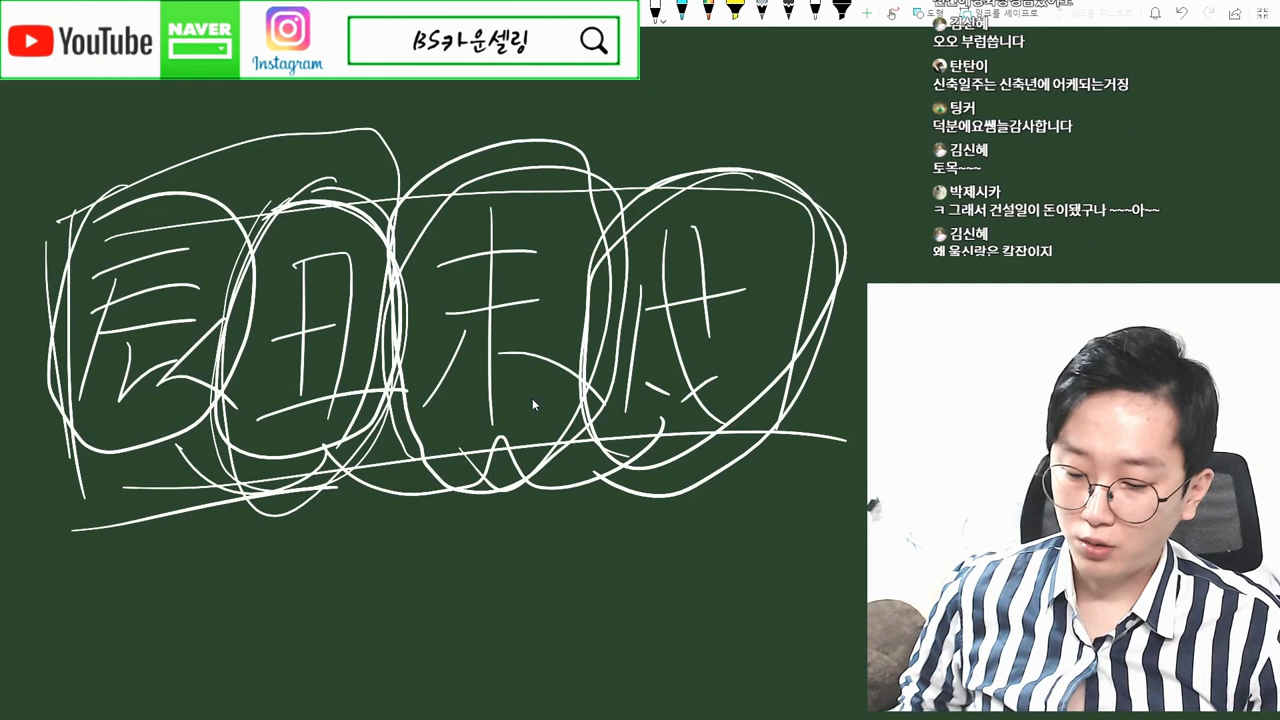 YouTube
NAVER
Instagram
BS카운셀링
도형
김신혜
오오 부럽씁니다
탄탄이
신축일주는 신축년에 어케되는거징
팅커
덕분에요쌤늘감사합니다
김신혜
토목~~~
박제시카
ㅋ 그래서 건설일이 돈이됐구나 ~~~아~~
김신혜
왜 울신랑은 칼잡이지
辰 丑 未 戌